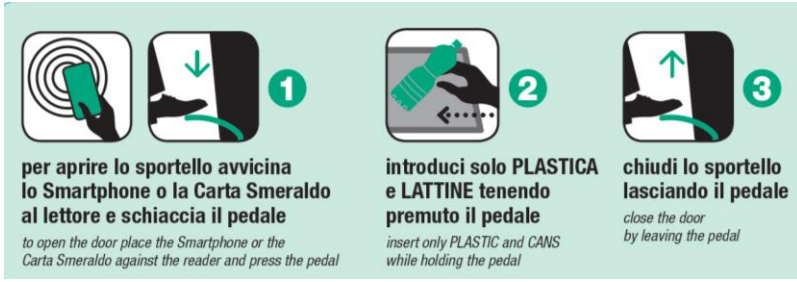 1
per aprire lo sportello avvicina
lo Smartphone o la Carta Smeraldo
al lettore e schiaccia il pedale
to open the door place the Smartphone or the
Carta Smeraldo against the reader and press the pedal
2
introduci solo PLASTICA
e LATTINE tenendo
premuto il pedale
insert only PLASTIC and CANS
while holding the pedal
3
chiudi lo sportello
lasciando il pedale
close the door
by leaving the pedal